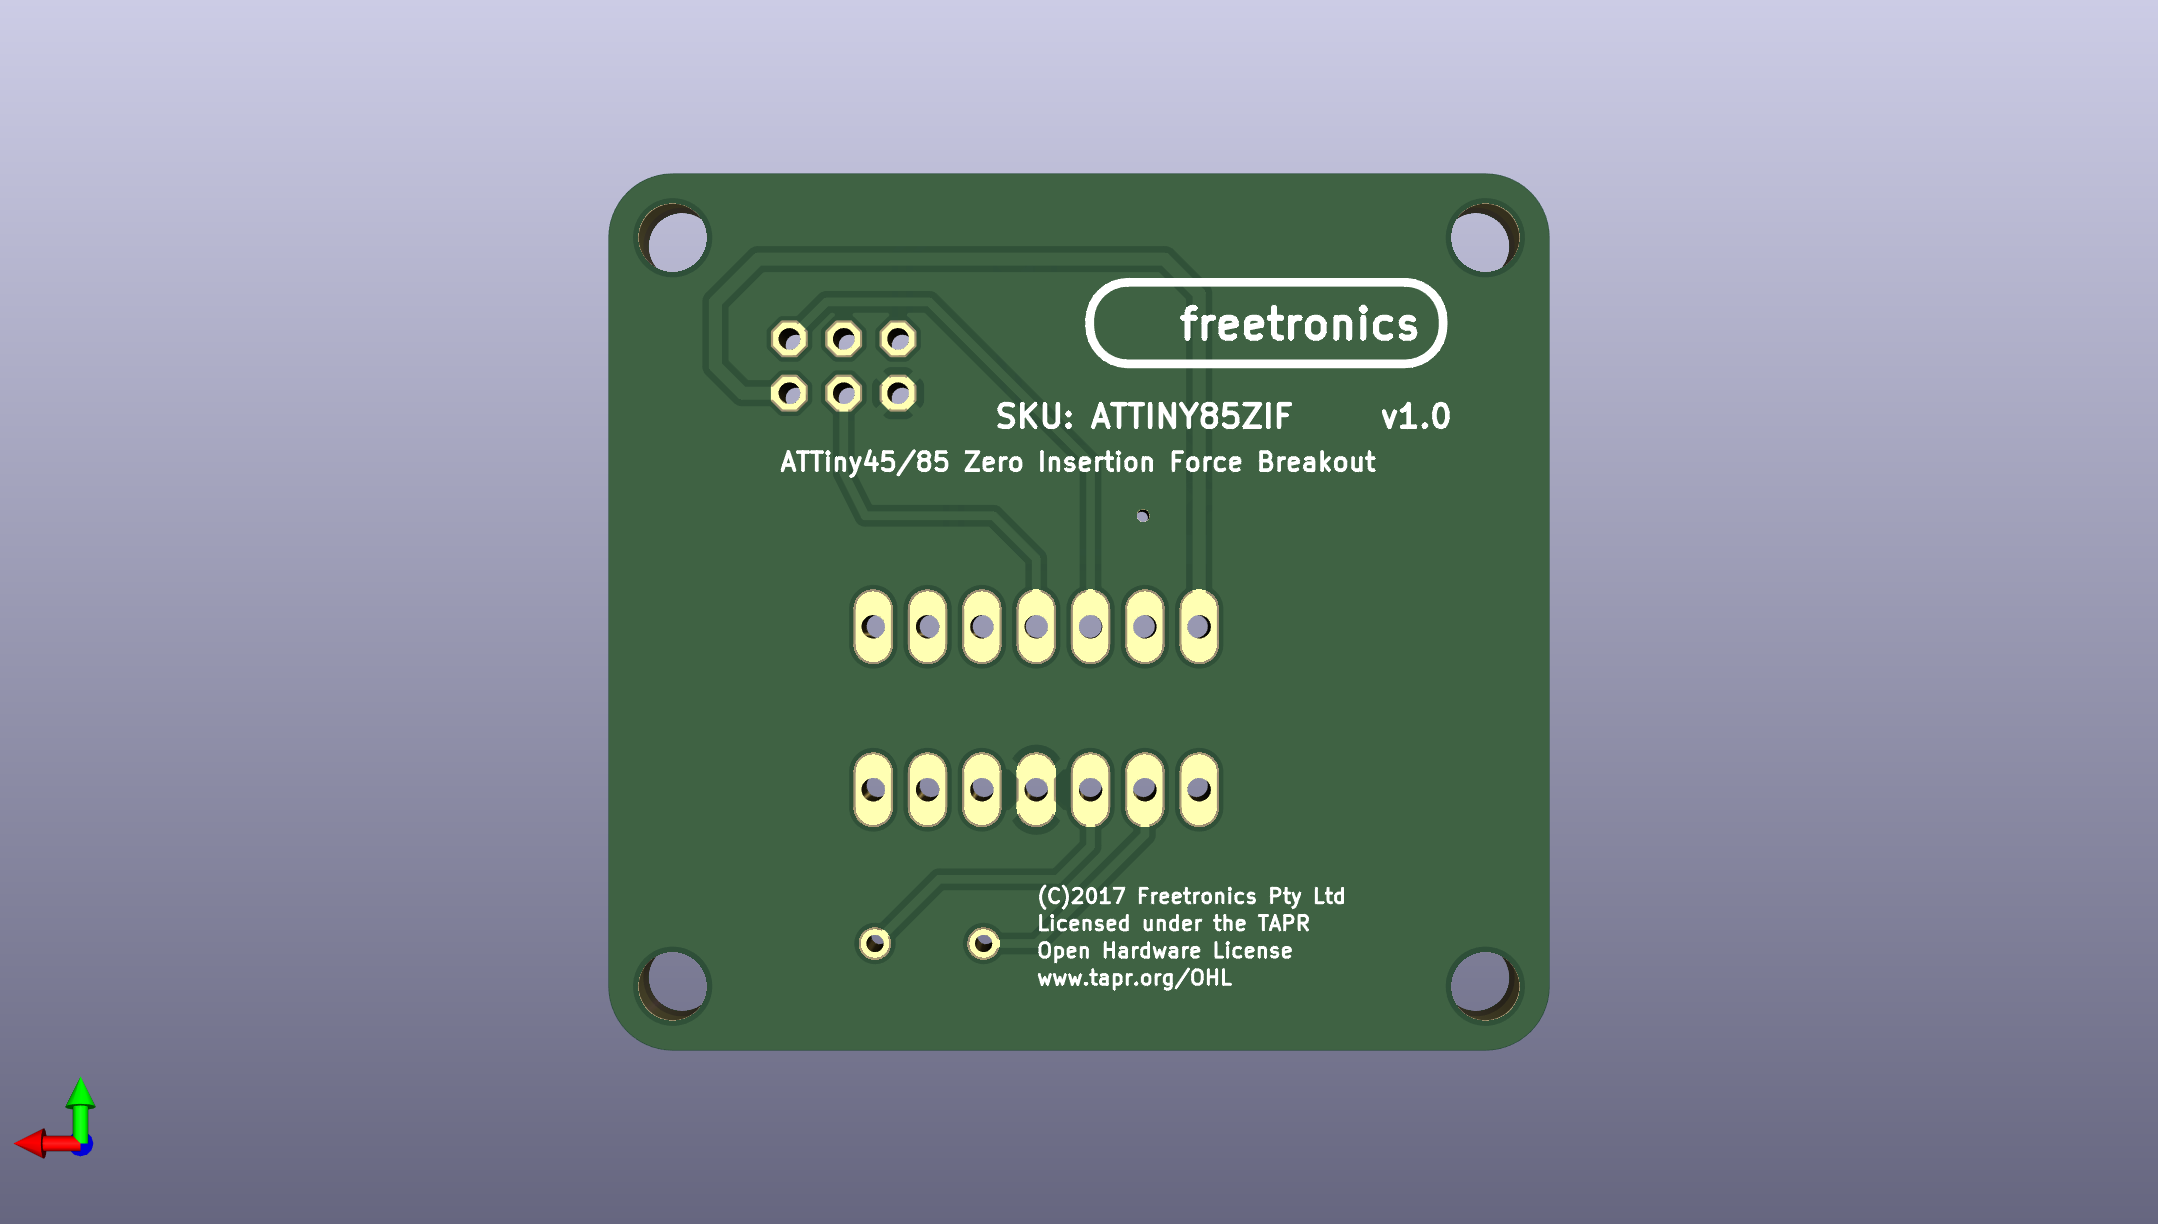 freetronics
SKU: ATTINY85ZIF v1.0
ATTiny45/85 Zero Insertion Force Breakout
(C)2017 Freetronics Pty Ltd
Licensed under the TAPR
Open Hardware License
www.tapr.org/OHL